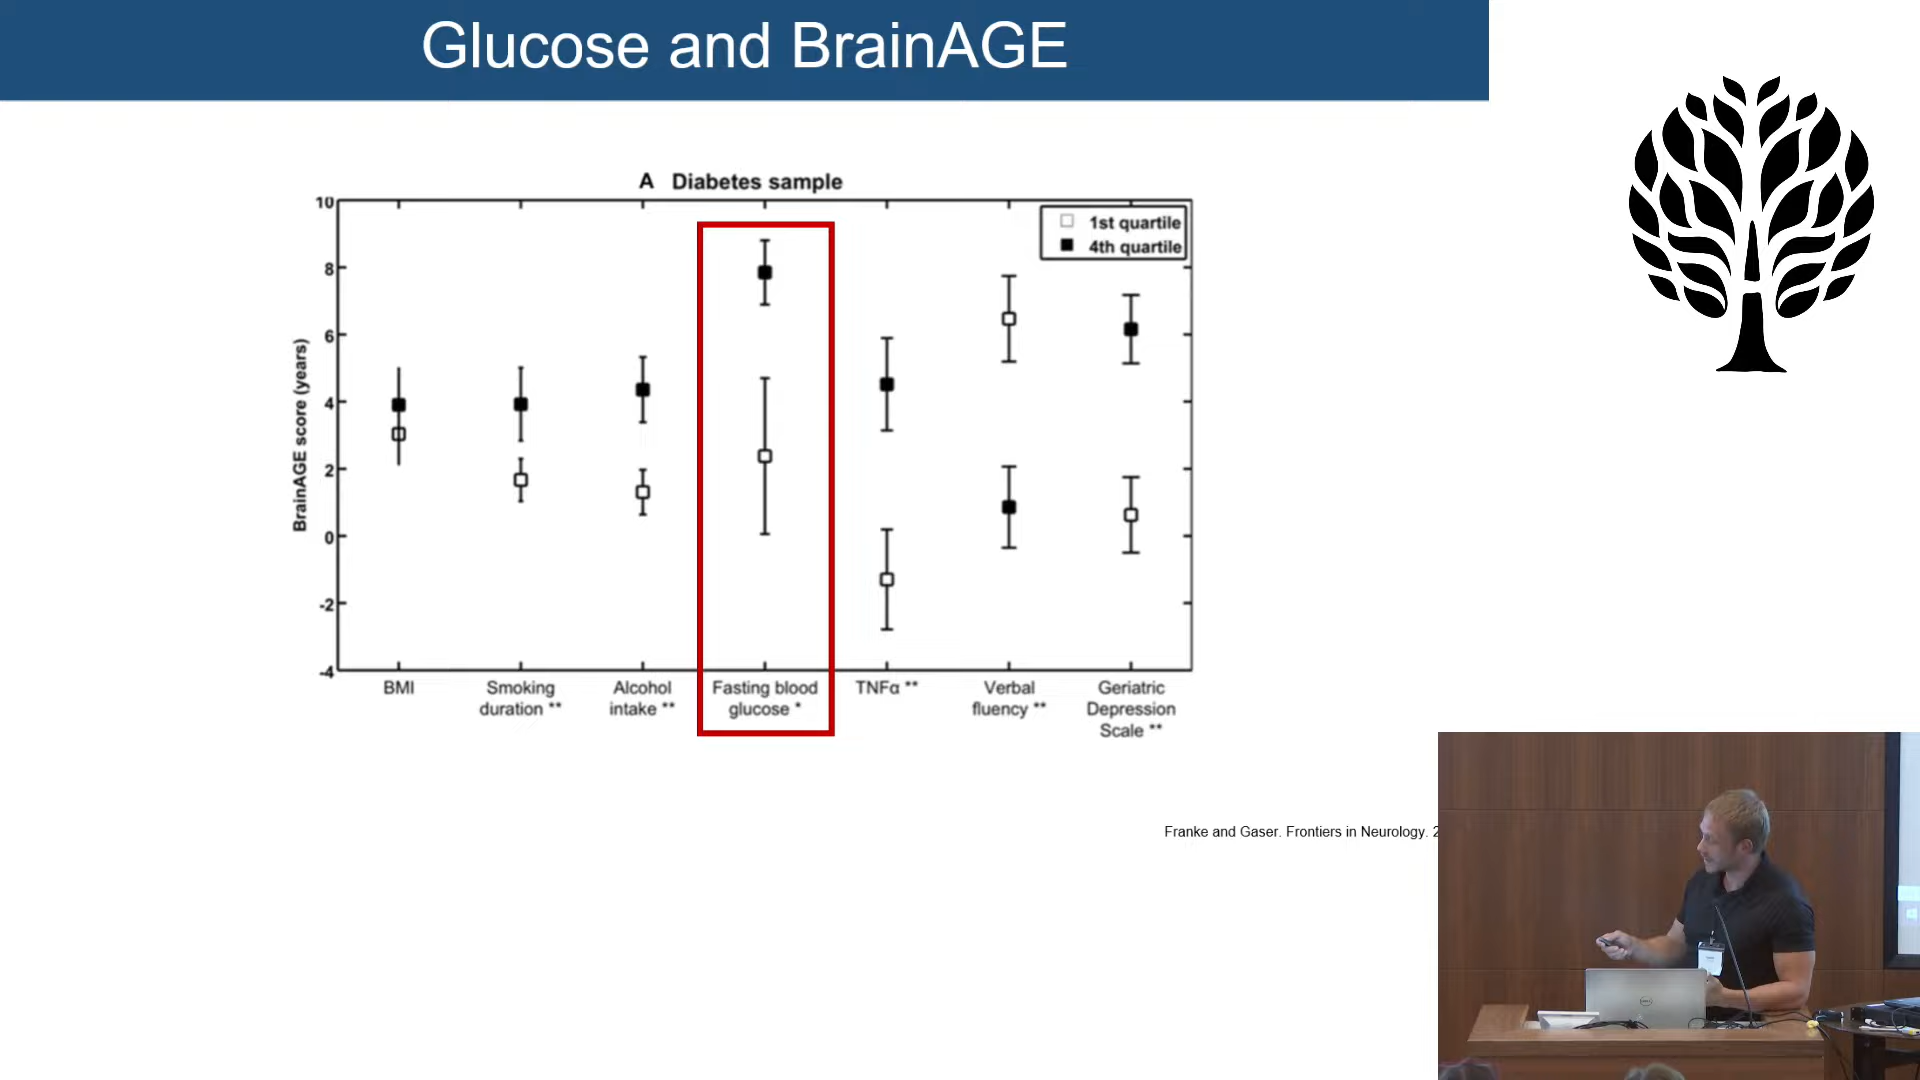 Glucose and BrainAGE
A Diabetes sample
1st quartile
4th quartile
BrainAGE score (years)
10
8
6
4
2
0
-2
-4
BMI
Smoking
duration **
Alcohol
intake **
Fasting blood
glucose *
TNFα **
Verbal
fluency **
Geriatric
Depression
Scale **
Franke and Gaser. Frontiers in Neurology. 2
DELL